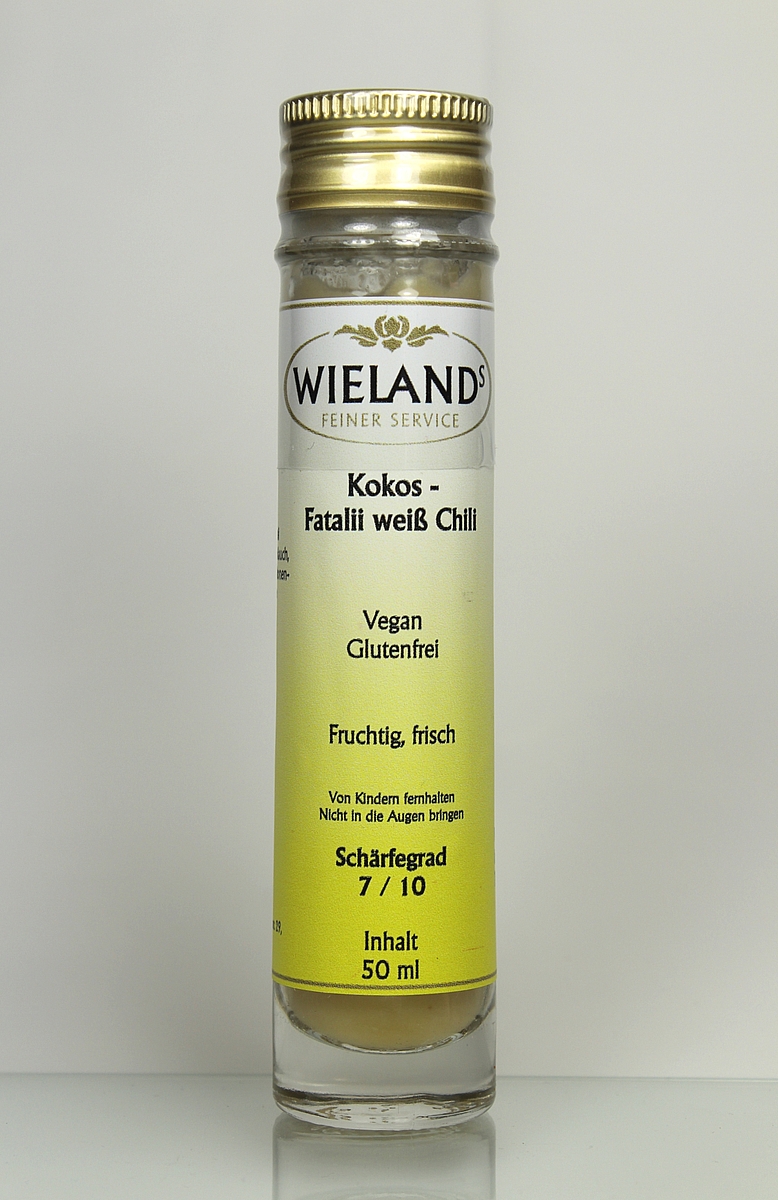 WIELANDS
FEINER SERVICE
Kokos -
Fatalii weiß Chili
Vegan
Glutenfrei
Fruchtig, frisch
Von Kindern fernhalten
Nicht in die Augen bringen
Schärfegrad
7 / 10
Inhalt
50 ml